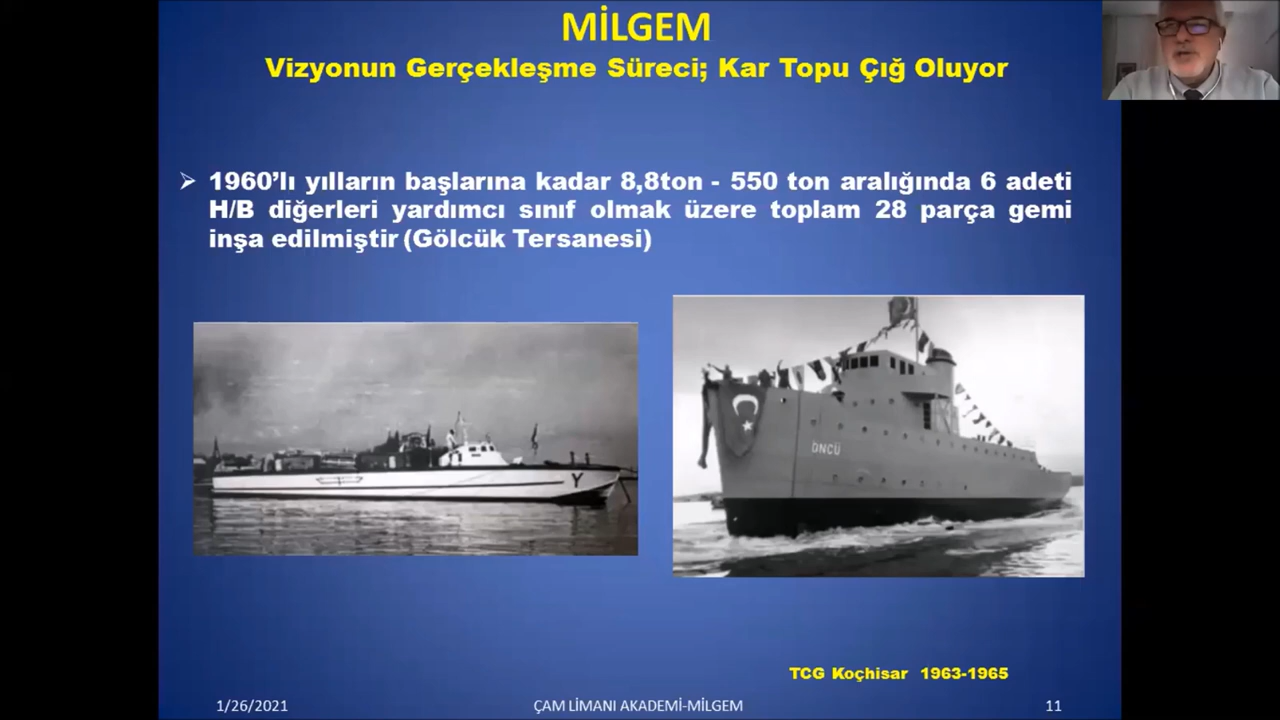 MİLGEM
Vizyonun Gerçekleşme Süreci; Kar Topu Çığ Oluyor
➢ 1960’lı yılların başlarına kadar 8,8ton - 550 ton aralığında 6 adeti
H/B diğerleri yardımcı sınıf olmak üzere toplam 28 parça gemi
inşa edilmiştir (Gölcük Tersanesi)
Y
ÖNCÜ
TCG Koçhisar 1963-1965
1/26/2021
ÇAM LİMANI AKADEMİ-MİLGEM
11